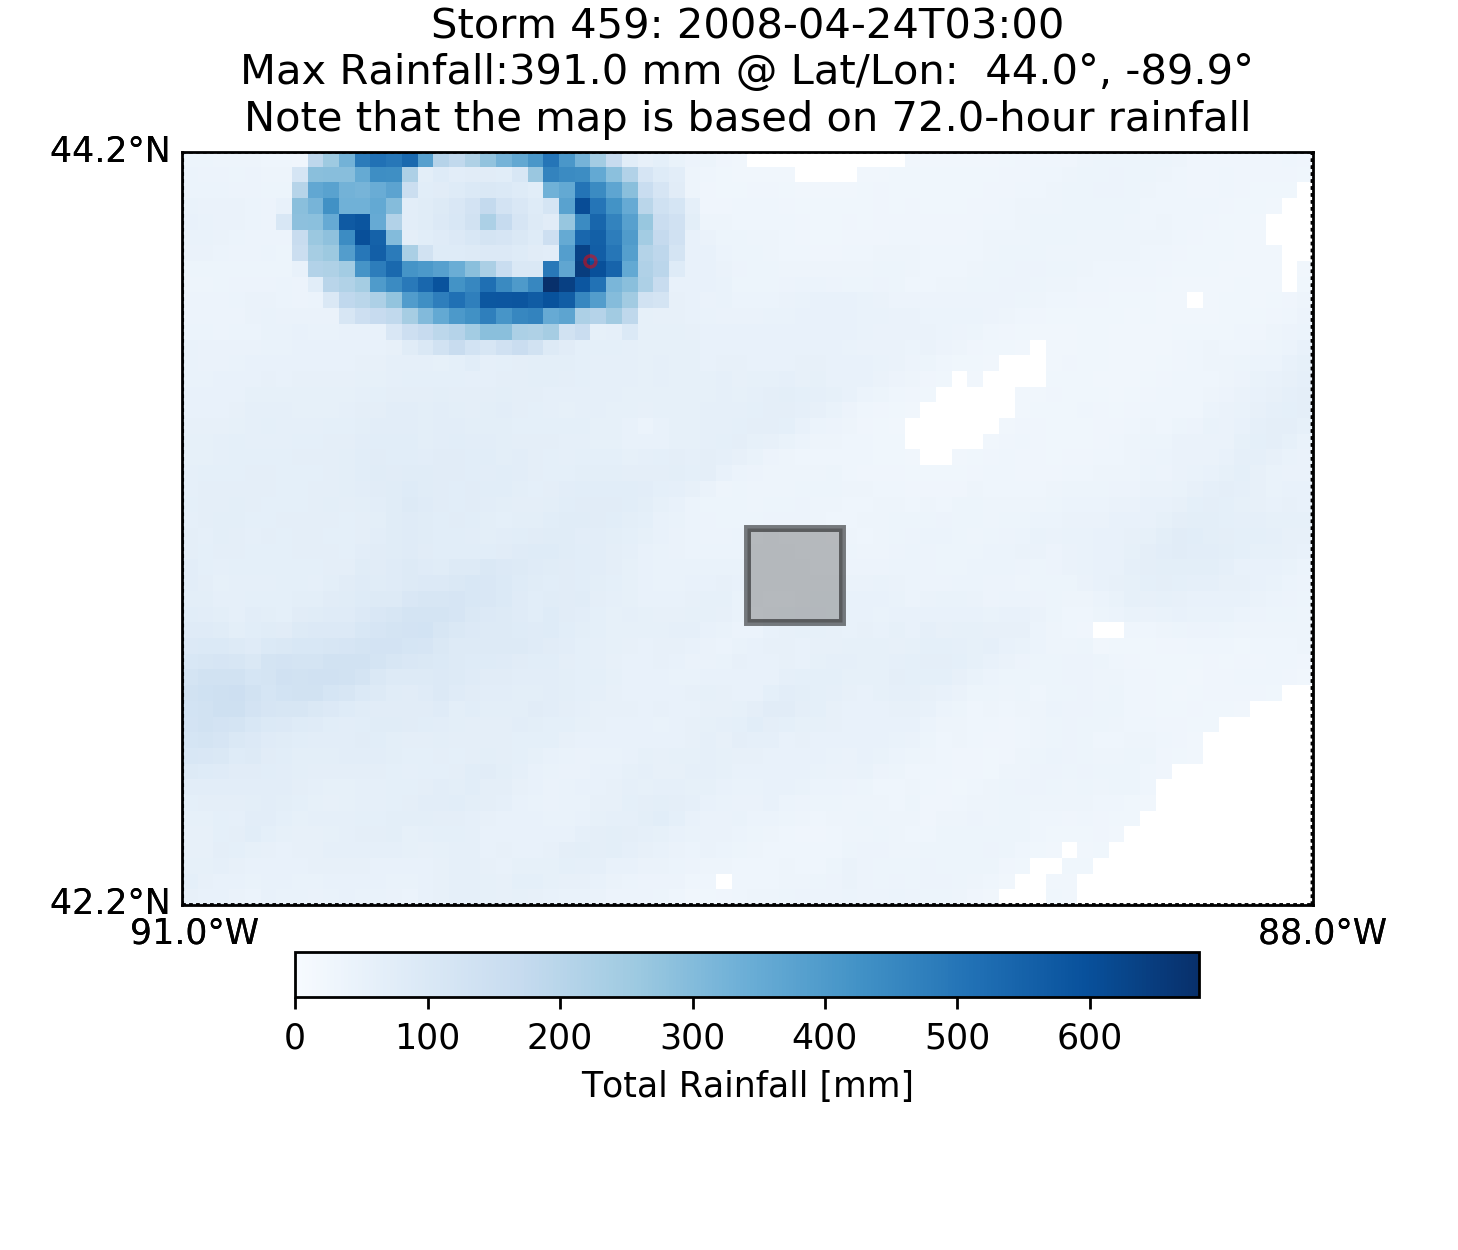 Storm 459: 2008-04-24T03:00
Max Rainfall:391.0 mm @ Lat/Lon:  44.0°, -89.9°
Note that the map is based on 72.0-hour rainfall
44.2°N
42.2°N
91.0°W 88.0°W
0 100 200 300 400 500 600
Total Rainfall [mm]